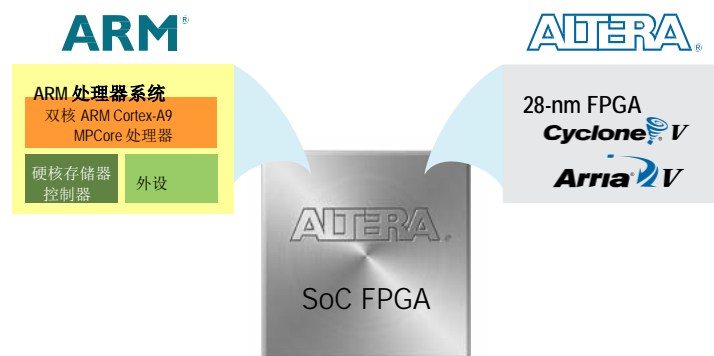 ARM®
ARM 处理器系统
双核 ARM Cortex-A9
MPCore 处理器
硬核存储器
控制器
外设
ALTERA®
28-nm FPGA
Cyclone® V
Arria® V
ALTERA®
SoC FPGA